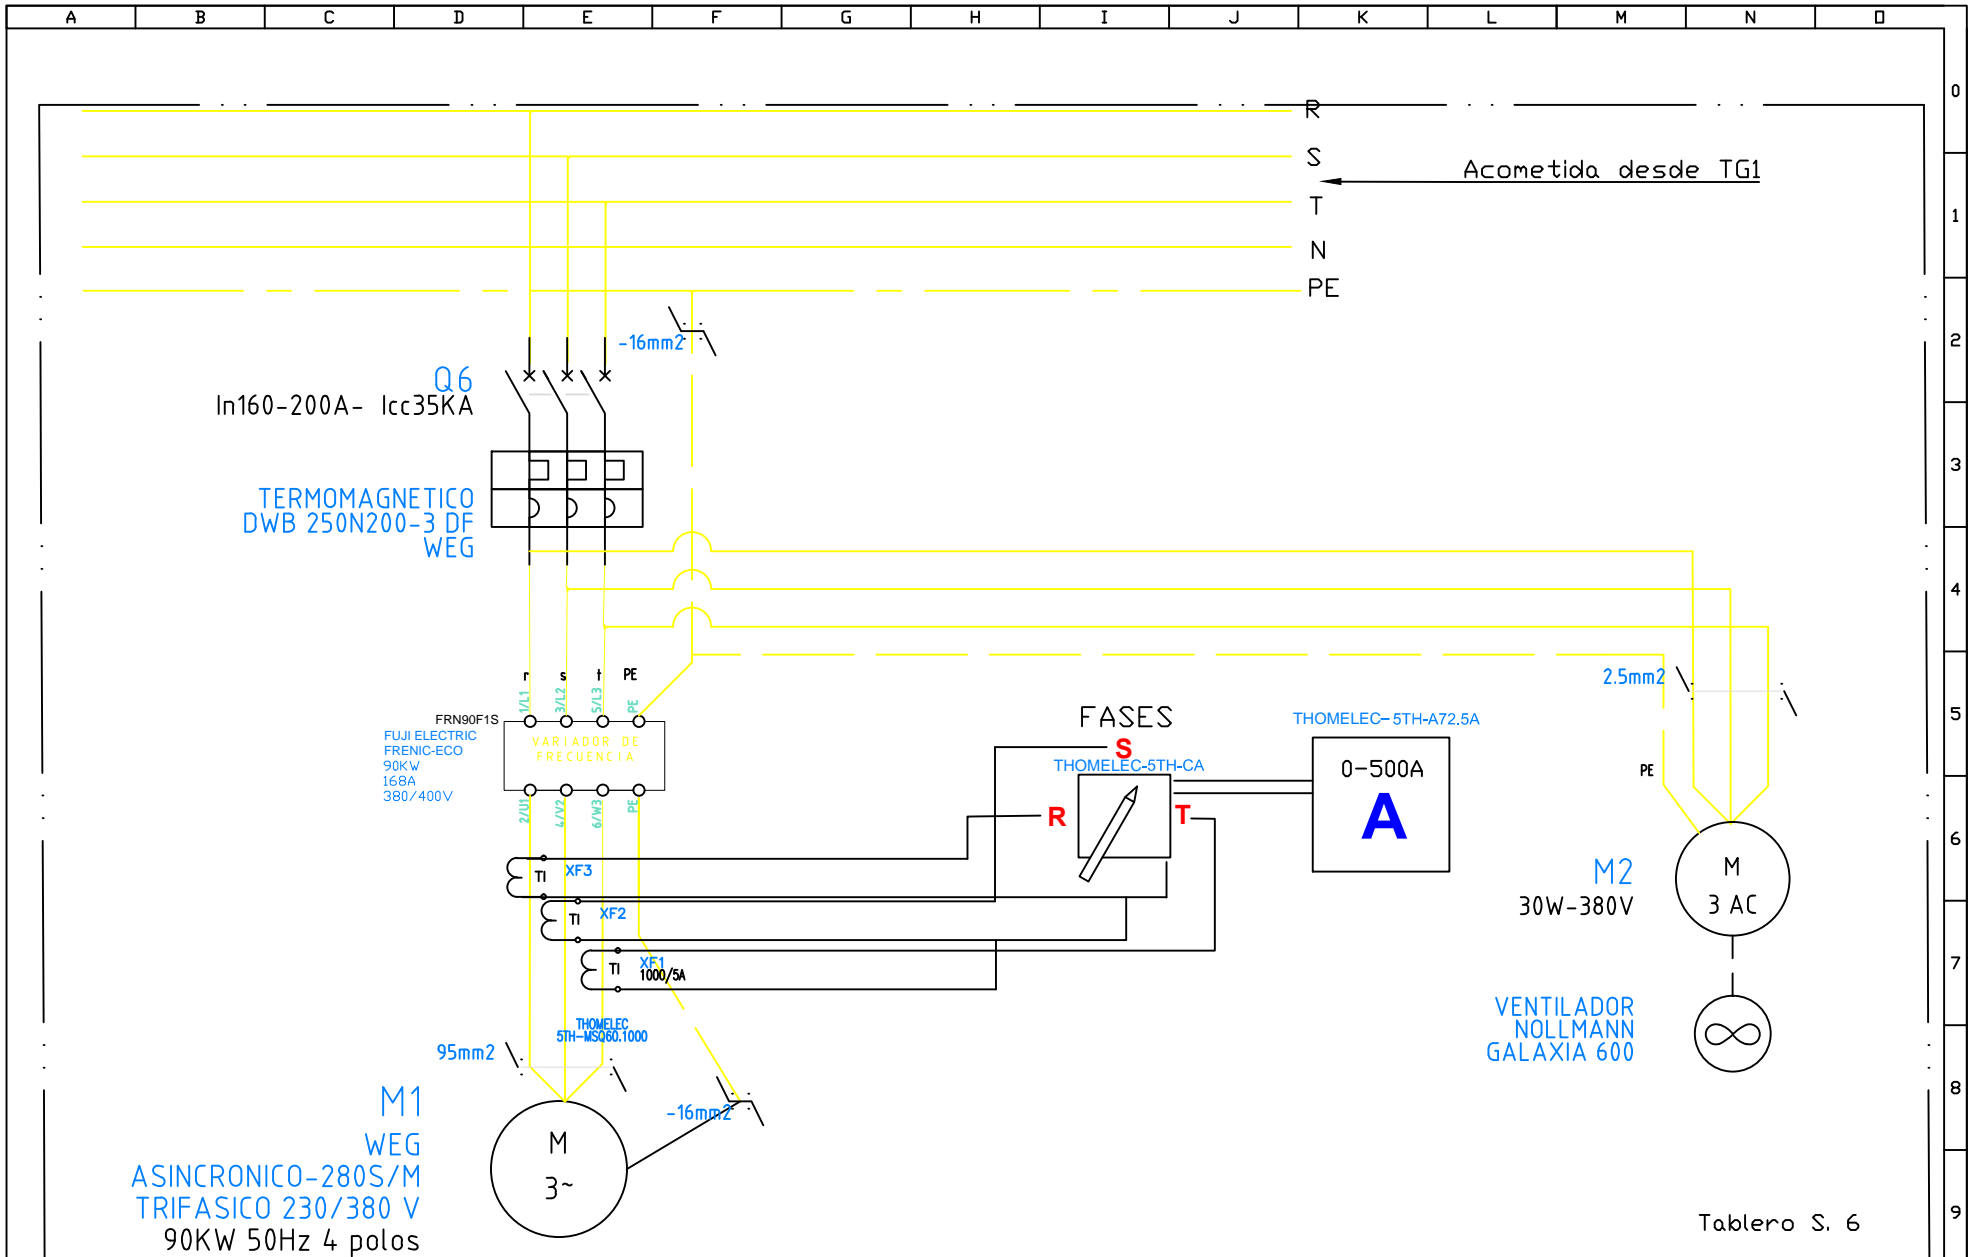 A B C D E F G H I J K L M N O
0
R
S
Acometida desde TG1
T
1
N
PE
-16mm2
2
Q6
In160-200A- Icc35KA
3
TERMOMAGNETICO
DWB 250N200-3 DF
WEG
4
r s t PE
1/L1 3/L2 5/L3 PE
2.5mm2
FRN90F1S
FUJI ELECTRIC
FRENIC-ECO
90KW
168A
380/400V
VARIADOR DE
FRECUENCIA
2/U1 4/V2 6/W3 PE
FASES
S
THOMELEC-5TH-CA
R
T
THOMELEC-5TH-A72.5A
0-500A
A
5
PE
6
TI XF3
TI XF2
TI XF1
1000/5A
M2
30W-380V
M
3 AC
7
THOMELEC
5TH-MSQ60.1000
95mm2
VENTILADOR
NOLLMANN
GALAXIA 600
8
-16mm2
M1
WEG
ASINCRONICO-280S/M
TRIFASICO 230/380 V
90KW 50Hz 4 polos
M
3~
9
Tablero S. 6